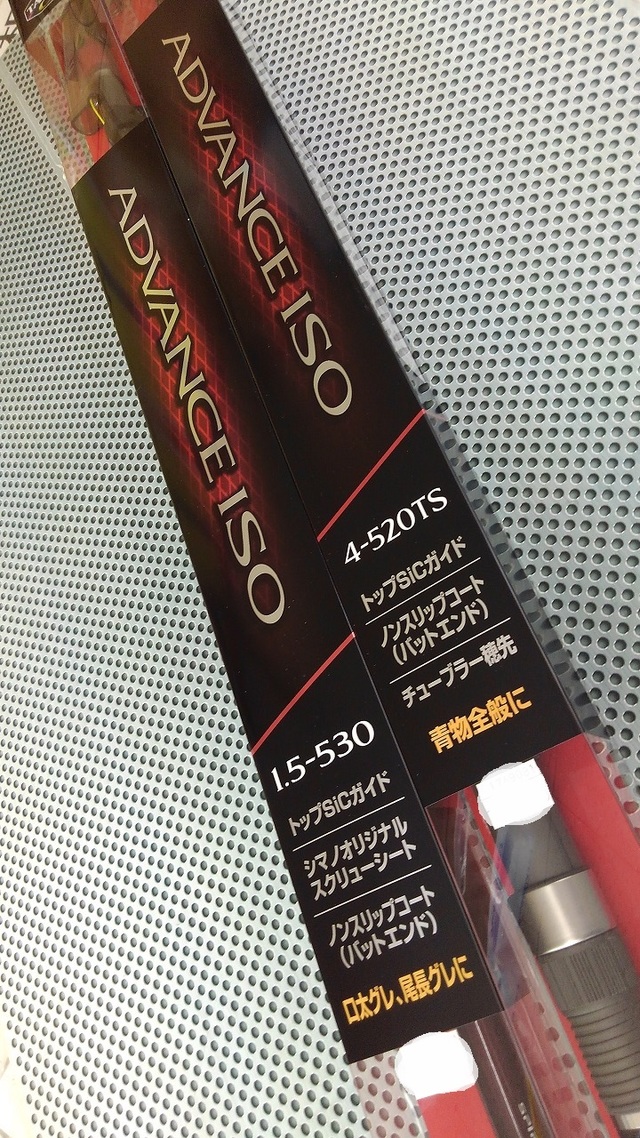 ADVANCE ISO
1.5-530
トップSiCガイド
シマノオリジナル
スクリューシート
ノンスリップコート
(バットエンド)
口太グレ、尾長グレに
ADVANCE ISO
4-520TS
トップSiCガイド
ノンスリップコート
(バットエンド)
チューブラー穂先
青物全般に